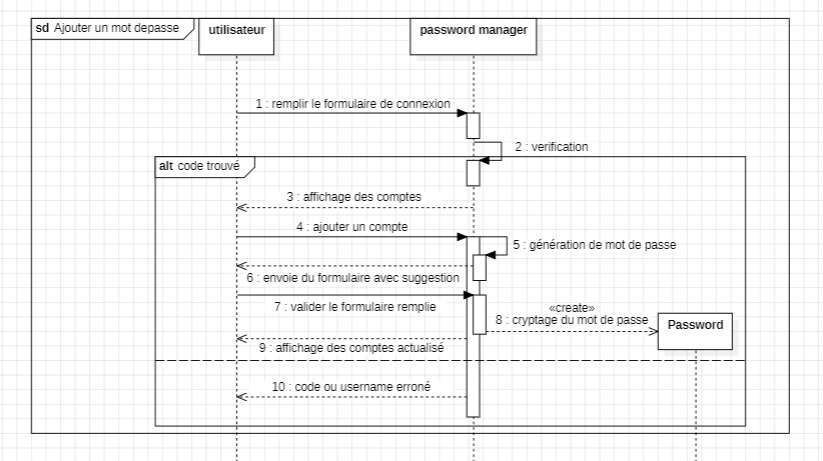 sd Ajouter un mot depasse
utilisateur
password manager
1 : remplir le formulaire de connexion
2 : verification
alt code trouvé
3 : affichage des comptes
4 : ajouter un compte
5 : génération de mot de passe
6 : envoie du formulaire avec suggestion
7 : valider le formulaire remplie
«create»
8 : cryptage du mot de passe
Password
9 : affichage des comptes actualisé
10 : code ou username erroné